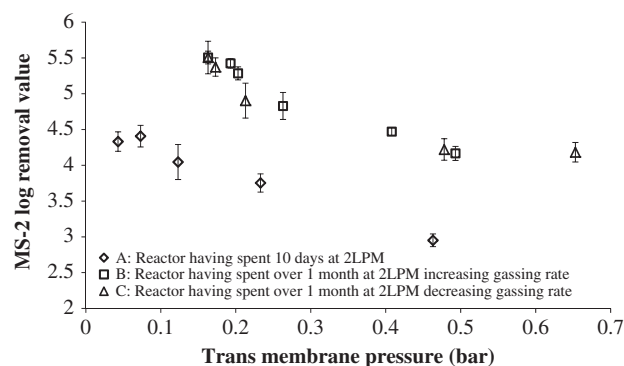 6
5.5
5
4.5
4
3.5
3
2.5
2
MS-2 log removal value
A: Reactor having spent 10 days at 2LPM
B: Reactor having spent over 1 month at 2LPM increasing gassing rate
C: Reactor having spent over 1 month at 2LPM decreasing gassing rate
0 0.1 0.2 0.3 0.4 0.5 0.6 0.7
Trans membrane pressure (bar)